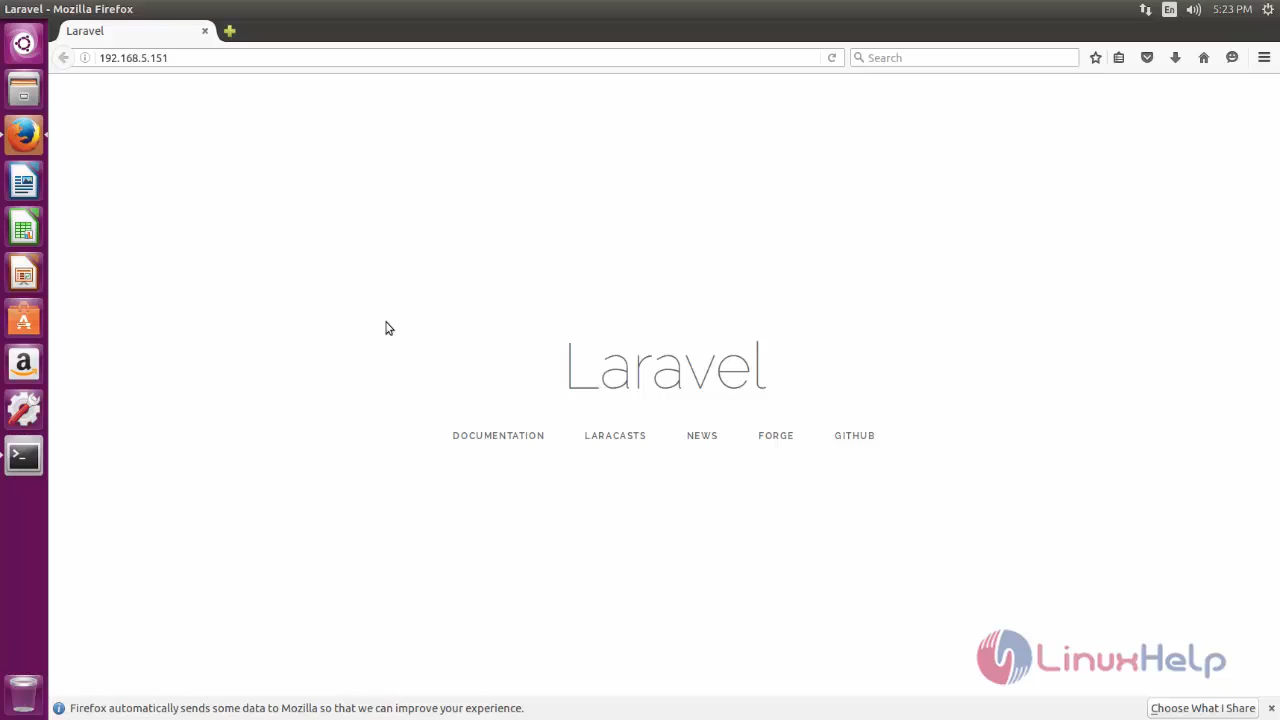 Laravel - Mozilla Firefox
En
5:23 PM
Laravel
192.168.5.151
Search
Laravel
DOCUMENTATION LARACASTS NEWS FORGE GITHUB
LinuxHelp
Firefox automatically sends some data to Mozilla so that we can improve your experience.
Choose What I Share